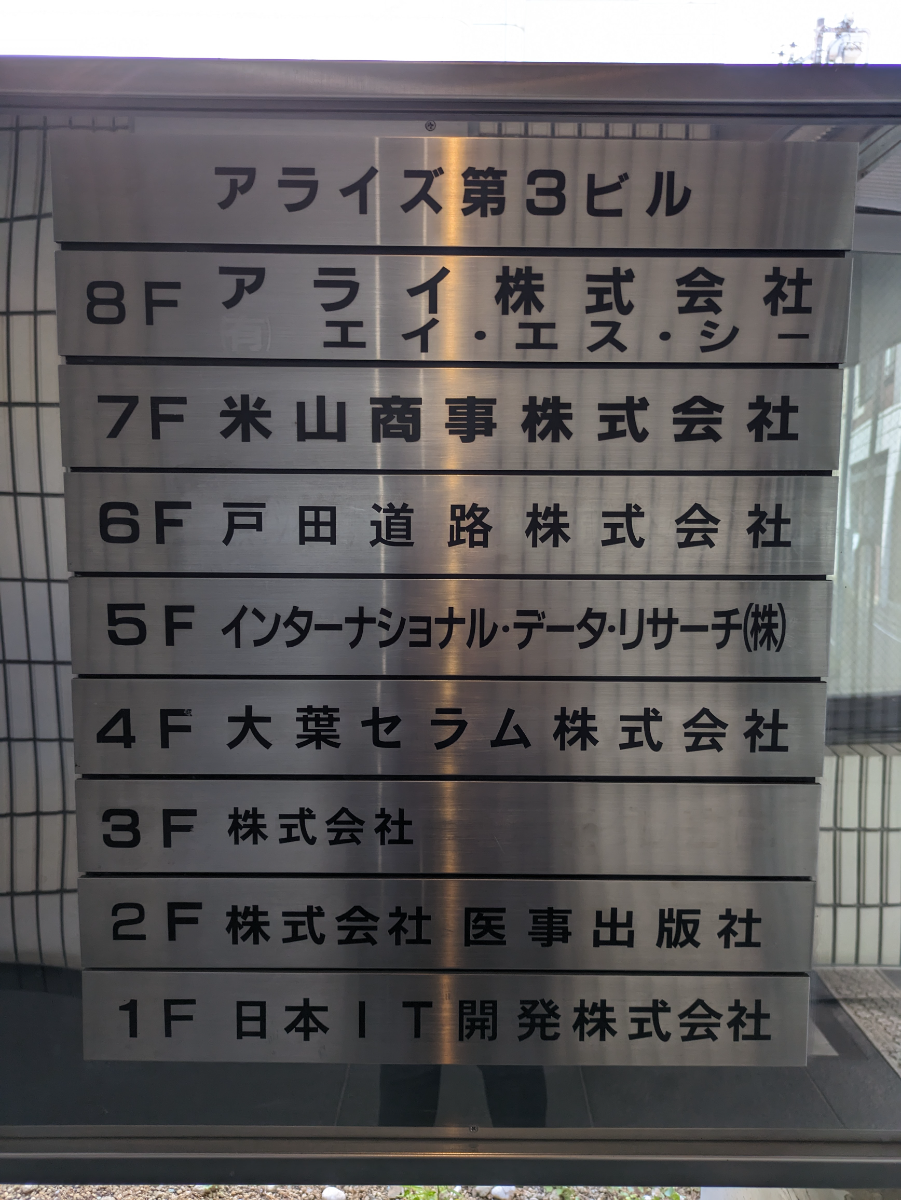 アライズ第3ビル
8F アライ株式会社
(有) エイ・エス・シー
7F 米山商事株式会社
6F 戸田道路株式会社
5F インターナショナル・データ・リサーチ(株)
4F 大葉セラム株式会社
3F 株式会社
2F 株式会社 医事出版社
1F 日本IT開発株式会社